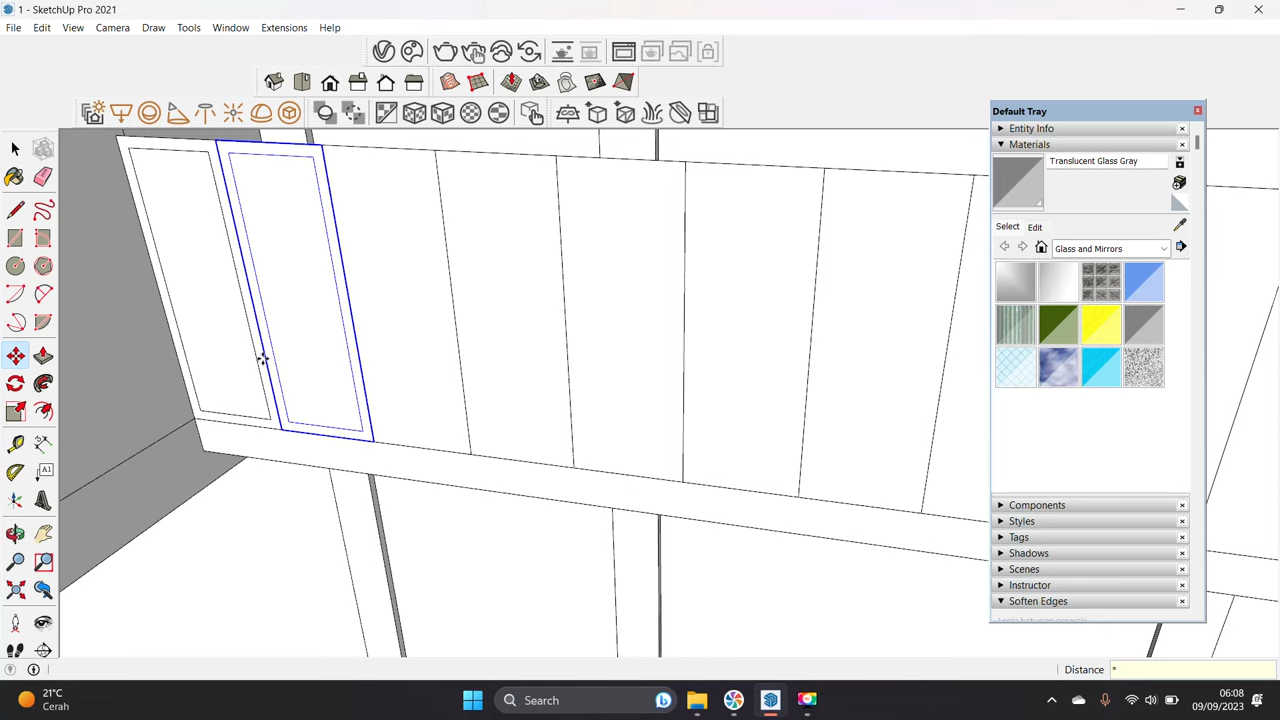 1 - SketchUp Pro 2021
File Edit View Camera Draw Tools Window Extensions Help
Default Tray
Entity Info
Materials
Translucent Glass Gray
Select Edit
Glass and Mirrors
Components
Styles
Tags
Shadows
Scenes
Instructor
Soften Edges
Distance *
21°C
Cerah
Search
06:08
09/09/2023